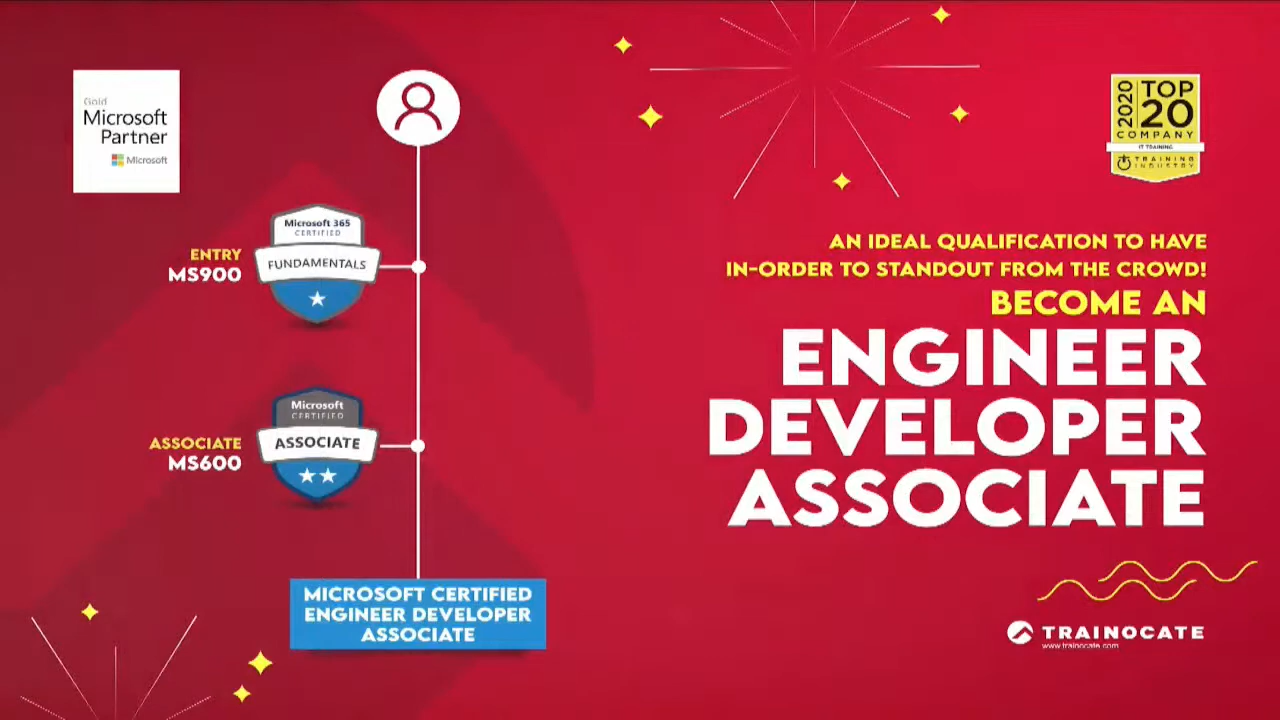 Gold
Microsoft
Partner
Microsoft
2020
TOP
20
COMPANY
IT TRAINING
TRAINING
INDUSTRY
Microsoft 365
CERTIFIED
FUNDAMENTALS
ENTRY
MS900
Microsoft
CERTIFIED
ASSOCIATE
ASSOCIATE
MS600
MICROSOFT CERTIFIED
ENGINEER DEVELOPER
ASSOCIATE
AN IDEAL QUALIFICATION TO HAVE
IN-ORDER TO STANDOUT FROM THE CROWD!
BECOME AN
ENGINEER
DEVELOPER
ASSOCIATE
TRAINOCATE
www.trainocate.com